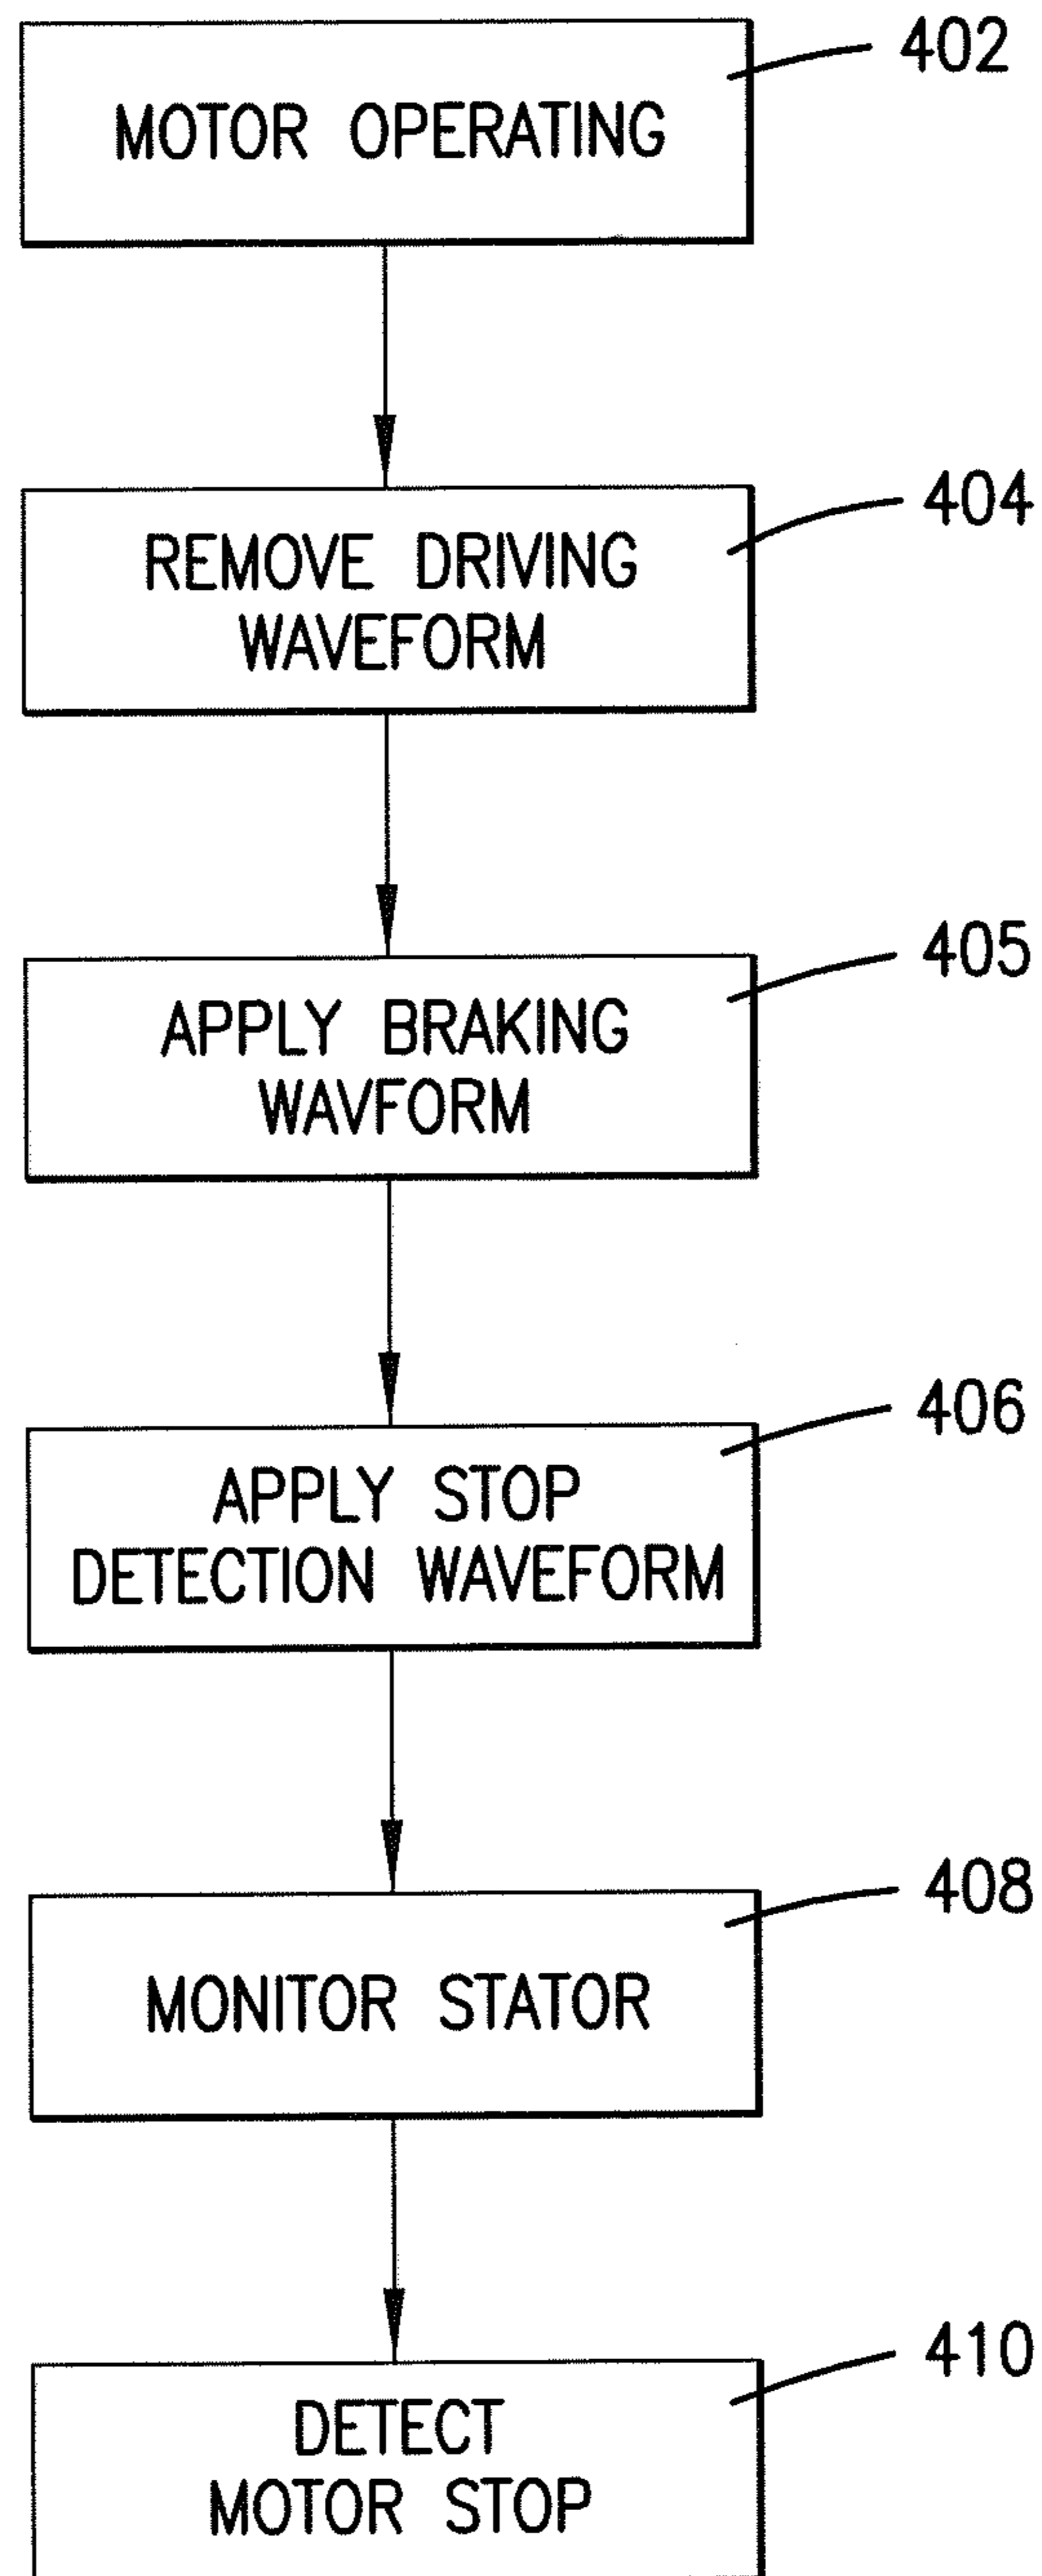 402
MOTOR OPERATING
404
REMOVE DRIVING
WAVEFORM
405
APPLY BRAKING
WAVFORM
406
APPLY STOP
DETECTION WAVEFORM
408
MONITOR STATOR
410
DETECT
MOTOR STOP